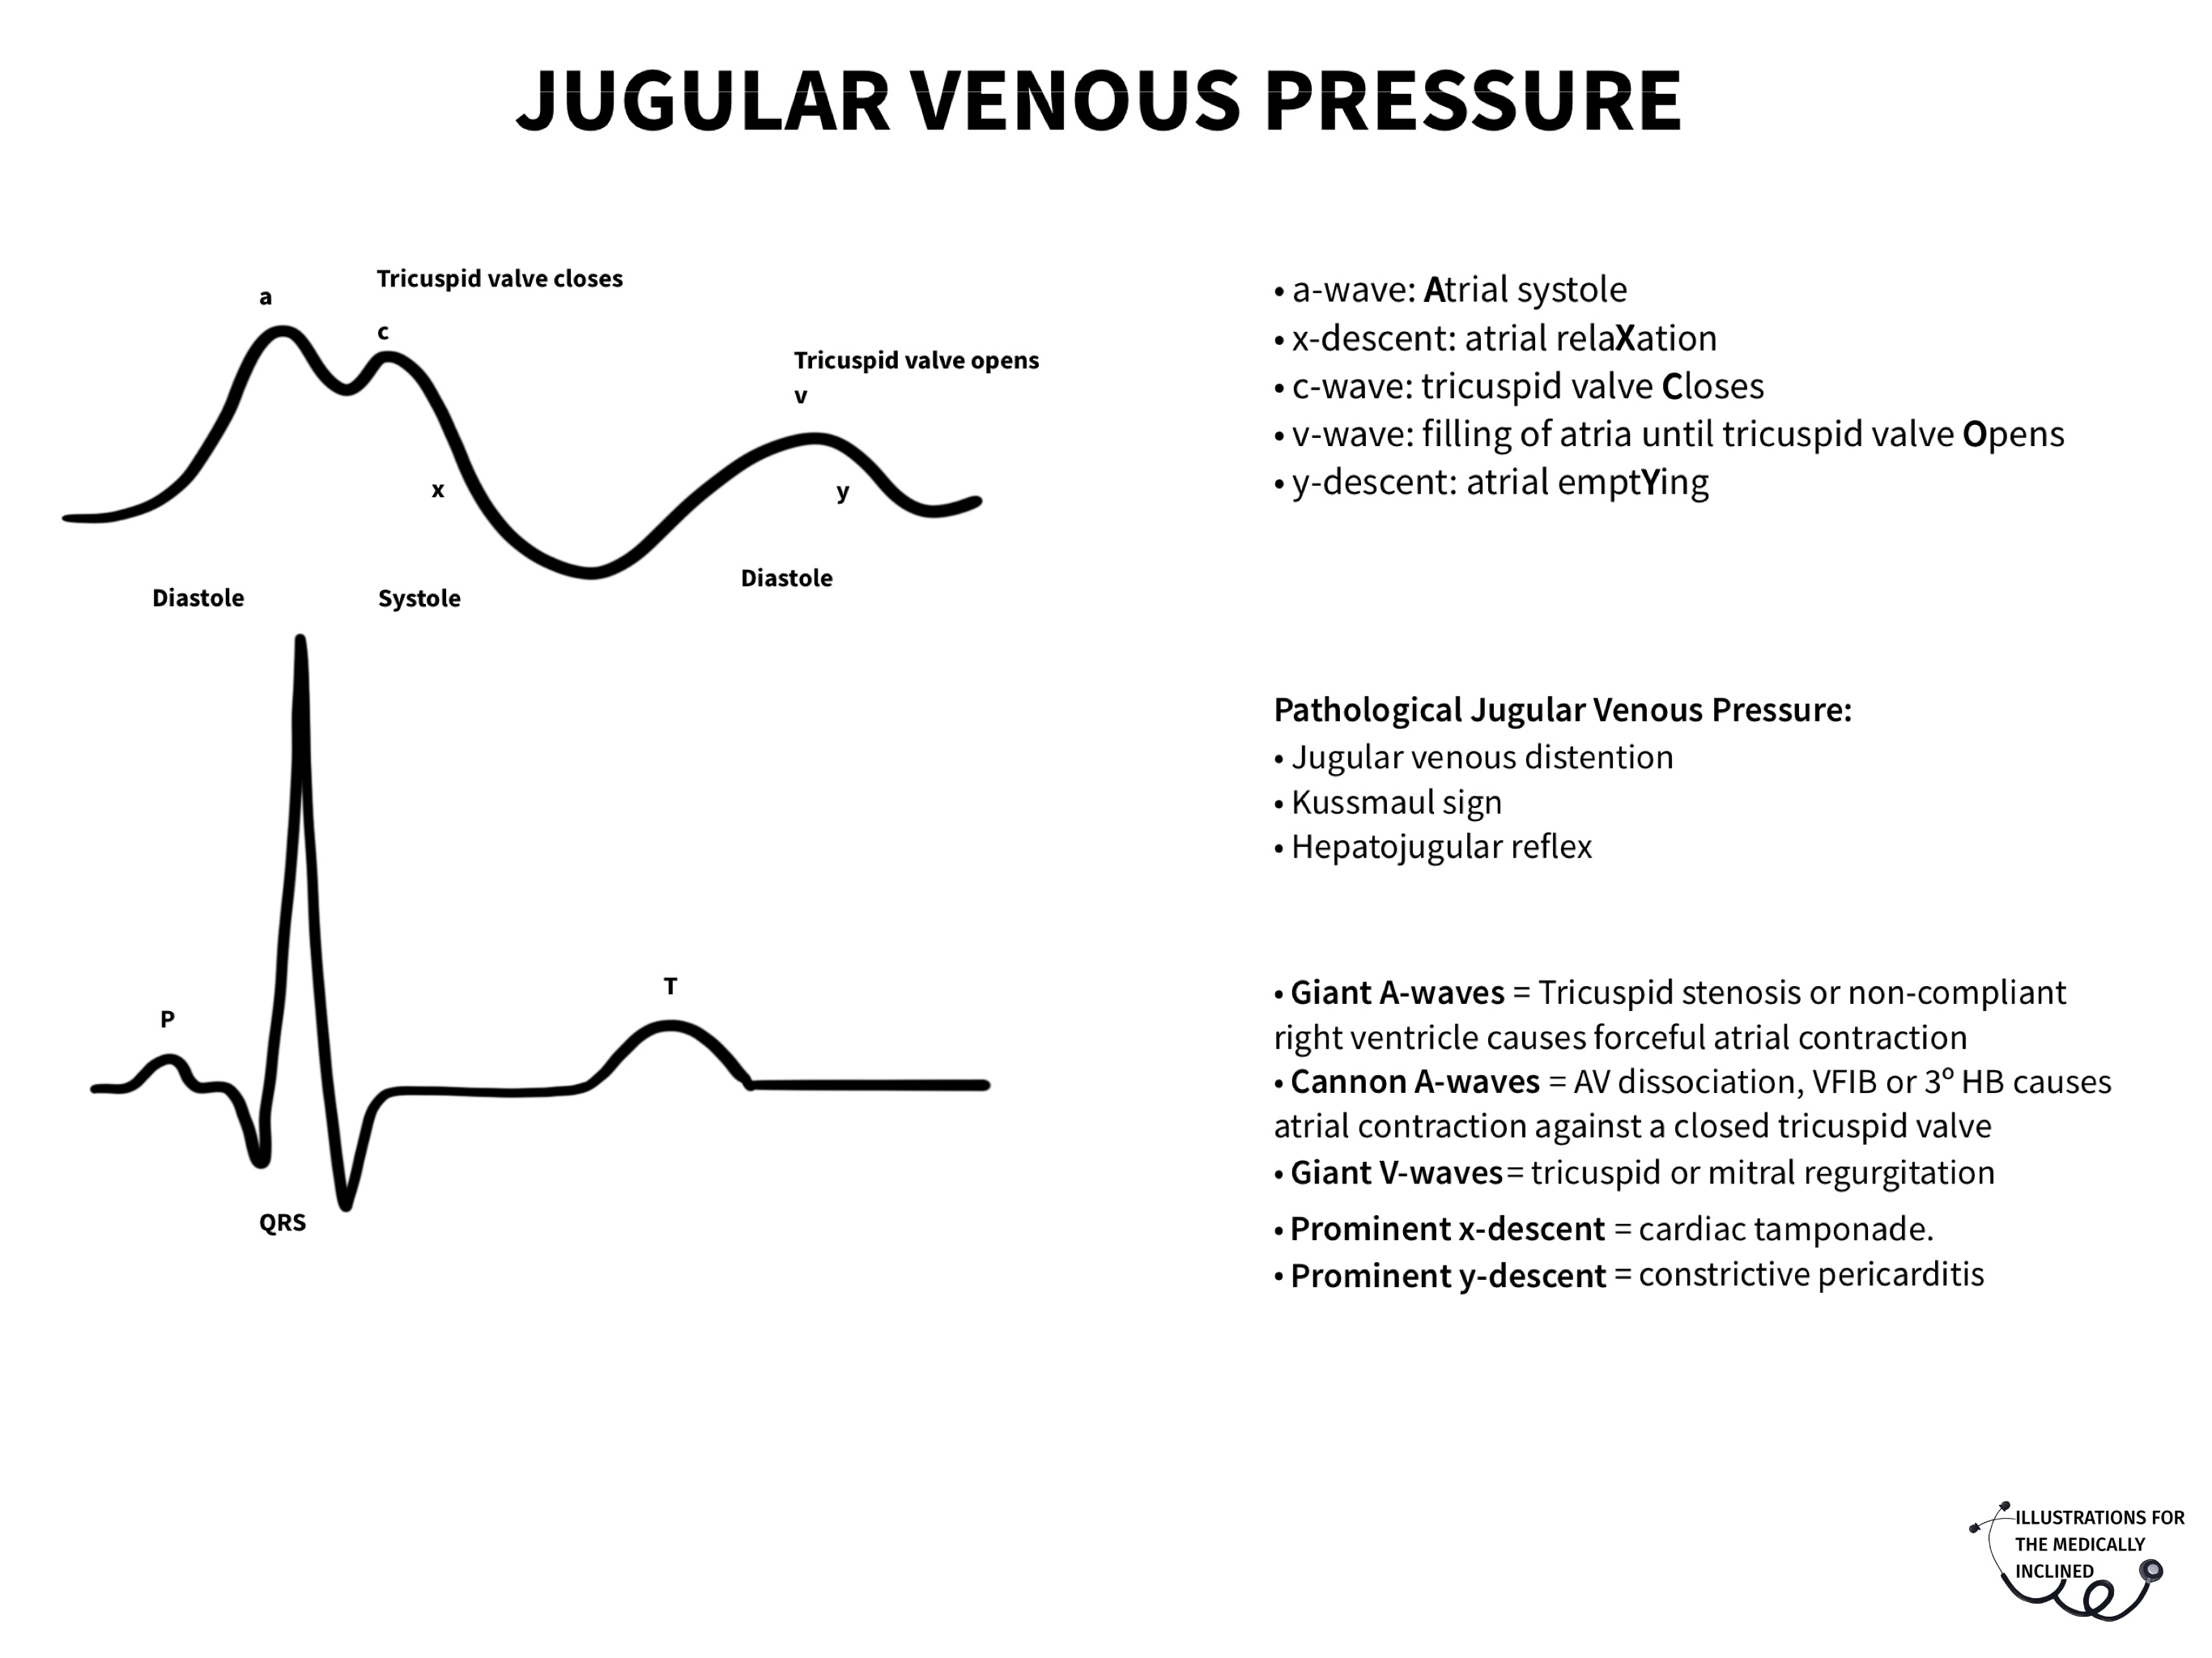 JUGULAR VENOUS PRESSURE
Tricuspid valve closes
a
c
Tricuspid valve opens
v
x
y
Diastole
Systole
Diastole
P
T
QRS
• a-wave: Atrial systole
• x-descent: atrial relaXation
• c-wave: tricuspid valve Closes
• v-wave: filling of atria until tricuspid valve Opens
• y-descent: atrial emptYing
Pathological Jugular Venous Pressure:
• Jugular venous distention
• Kussmaul sign
• Hepatojugular reflex
• Giant A-waves = Tricuspid stenosis or non-compliant
right ventricle causes forceful atrial contraction
• Cannon A-waves = AV dissociation, VFIB or 3º HB causes
atrial contraction against a closed tricuspid valve
• Giant V-waves= tricuspid or mitral regurgitation
• Prominent x-descent = cardiac tamponade.
• Prominent y-descent = constrictive pericarditis
ILLUSTRATIONS FOR
THE MEDICALLY
INCLINED